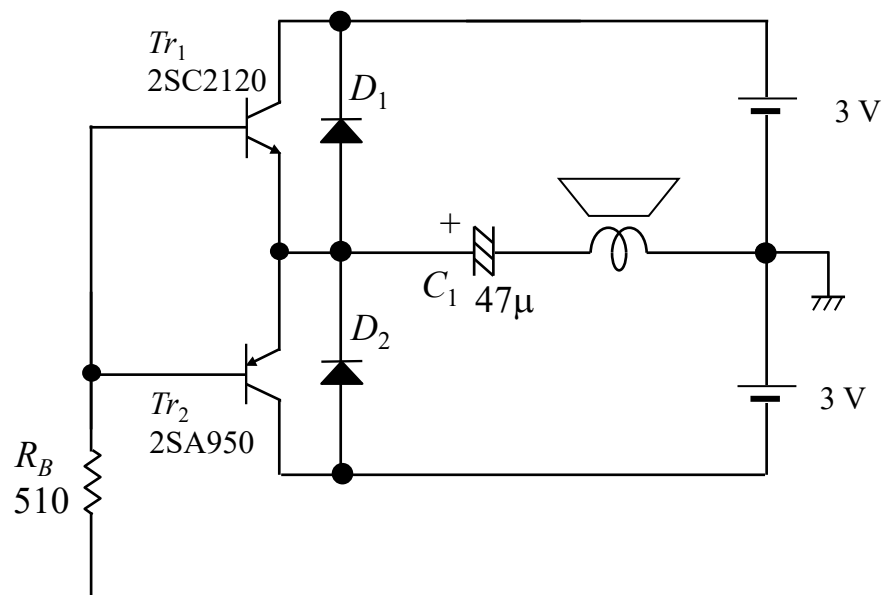 Tr1
2SC2120
D1
3 V
+
C1
47μ
D2
Tr2
2SA950
3 V
RB
510